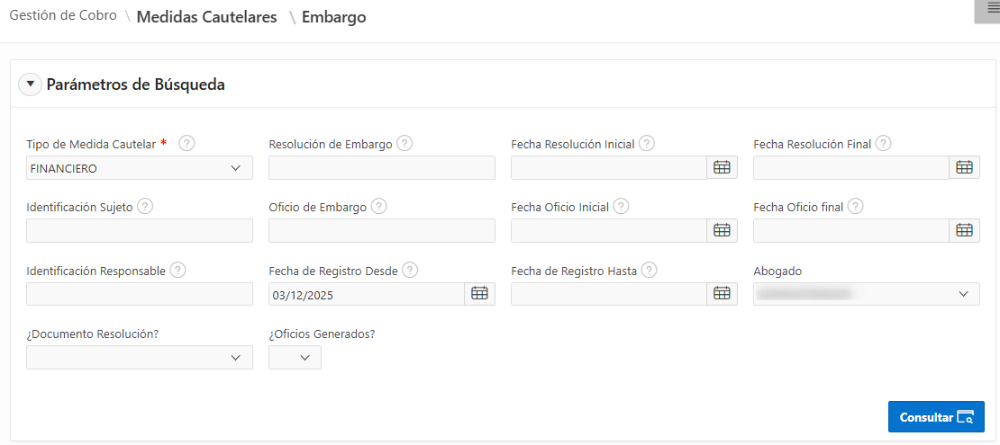 Gestión de Cobro \ Medidas Cautelares \ Embargo
Parámetros de Búsqueda
Tipo de Medida Cautelar * ? Resolución de Embargo ? Fecha Resolución Inicial ? Fecha Resolución Final ?
FINANCIERO
Identificación Sujeto ? Oficio de Embargo ? Fecha Oficio Inicial ? Fecha Oficio final ?
Identificación Responsable ? Fecha de Registro Desde ? Fecha de Registro Hasta ? Abogado
03/12/2025
¿Documento Resolución? ¿Oficios Generados?
Consultar